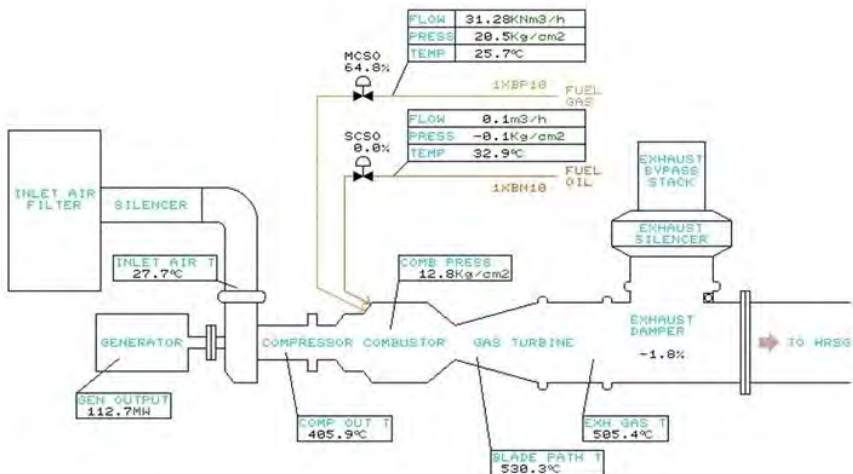 FLOW 31.28KNm3/h
PRESS 20.5Kg/cm2
TEMP 25.7℃
MCSO
64.8%
1XBP10
FUEL
GAS
FLOW 0.1m3/h
PRESS -0.1Kg/cm2
TEMP 32.9℃
SCSO
0.0%
1XBN10
FUEL
OIL
EXHAUST
BYPASS
STACK
INLET AIR
FILTER
SILENCER
EXHAUST
SILENCER
INLET AIR T
27.7℃
COMB PRESS
12.8Kg/cm2
GENERATOR
COMPRESSOR
COMBUSTOR
GAS TURBINE
EXHAUST
DAMPER
-1.8%
TO HRSG
GEN OUTPUT
112.7MW
COMP OUT T
405.9℃
EXH GAS T
505.4℃
BLADE PATH T
530.3℃